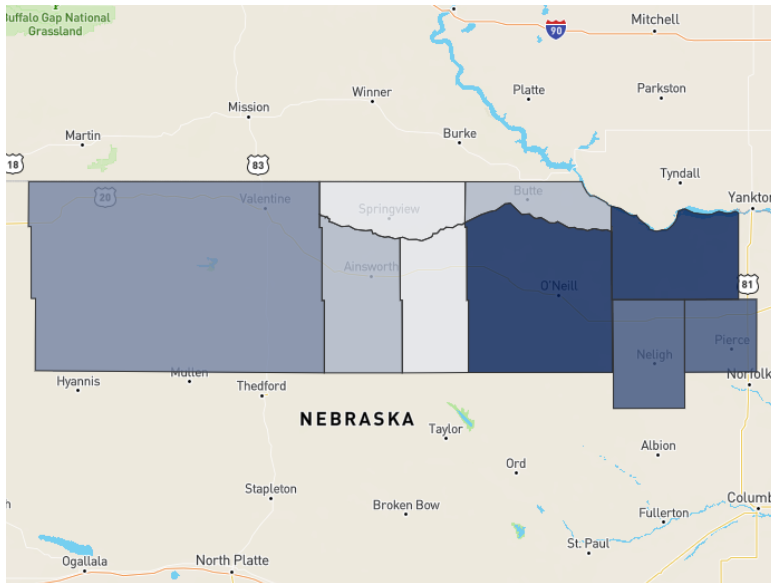 Buffalo Gap National
Grassland
90
Mitchell
Winner
Platte
Parkston
Mission
Martin
Burke
18
83
Tyndall
20
Valentine
Butte
Yankton
Springview
Ainsworth
O'Neill
81
Neligh
Pierce
Hyannis
Mullen
Thedford
Norfolk
NEBRASKA
Taylor
Albion
Ord
Stapleton
Broken Bow
Fullerton
Columb
St. Paul
Ogallala
North Platte